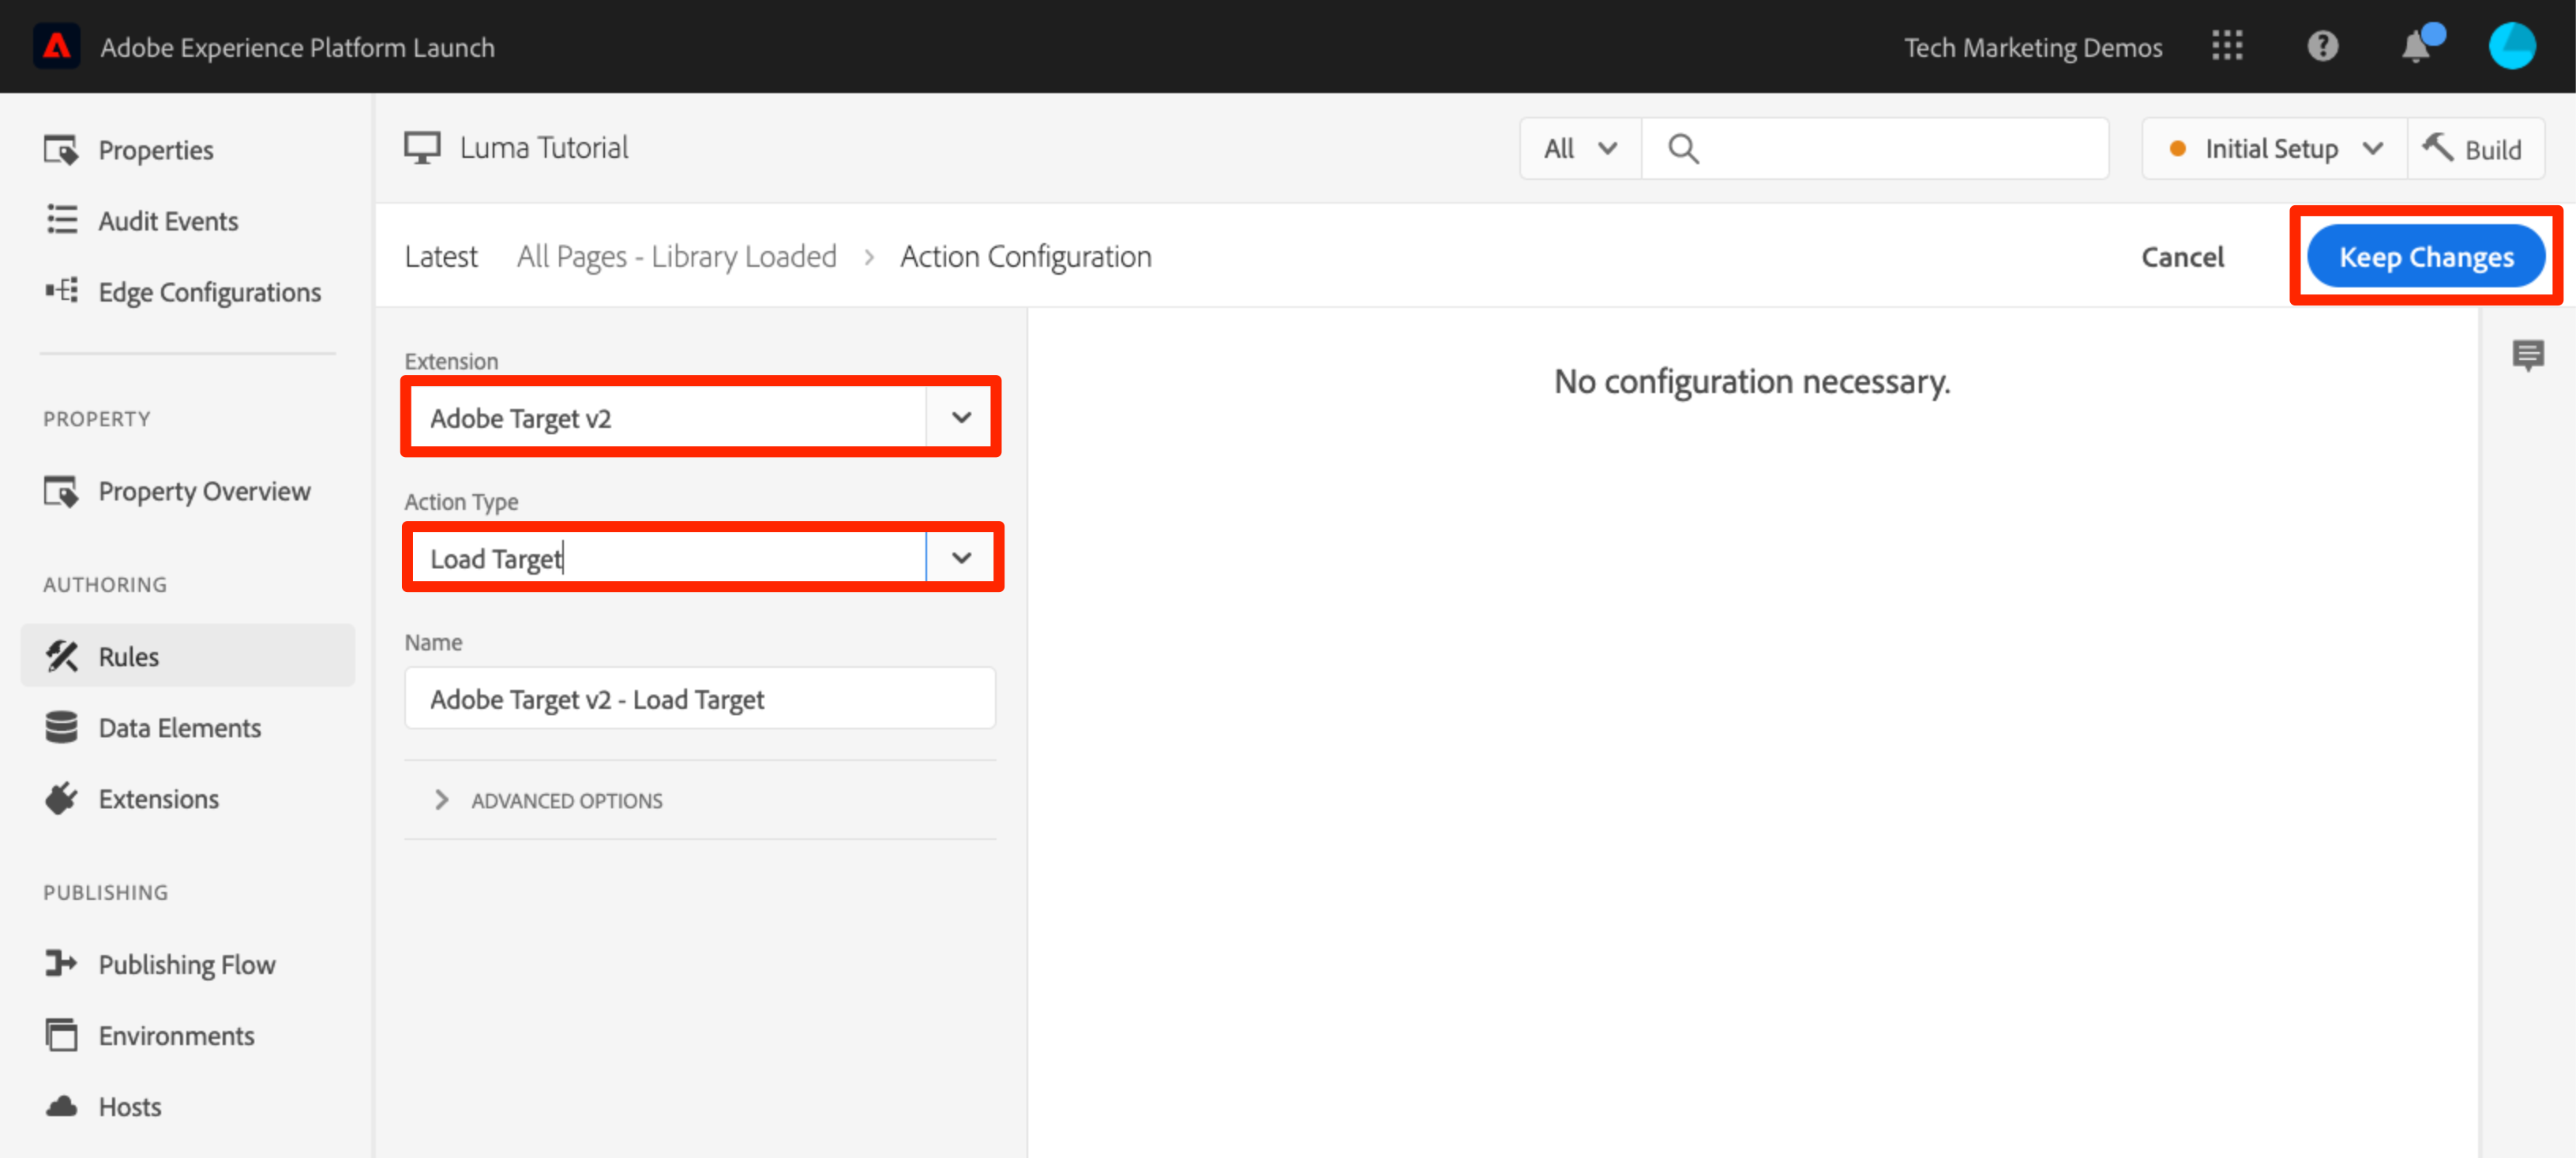 Adobe Experience Platform Launch
Tech Marketing Demos
Properties
Audit Events
Edge Configurations
PROPERTY
Property Overview
AUTHORING
Rules
Data Elements
Extensions
PUBLISHING
Publishing Flow
Environments
Hosts
Luma Tutorial
All
Initial Setup
Build
Latest All Pages - Library Loaded > Action Configuration
Cancel
Keep Changes
Extension
Adobe Target v2
Action Type
Load Target
Name
Adobe Target v2 - Load Target
ADVANCED OPTIONS
No configuration necessary.